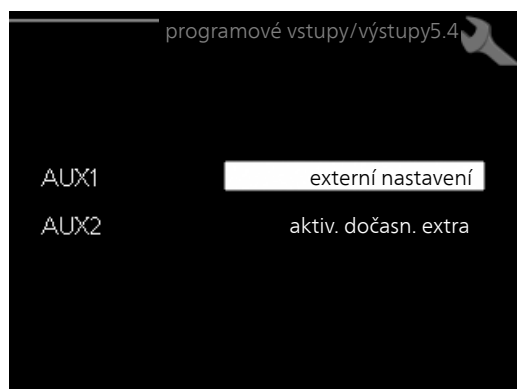 programové vstupy/výstupy5.4
AUX1 externí nastavení
AUX2 aktiv. dočasn. extra